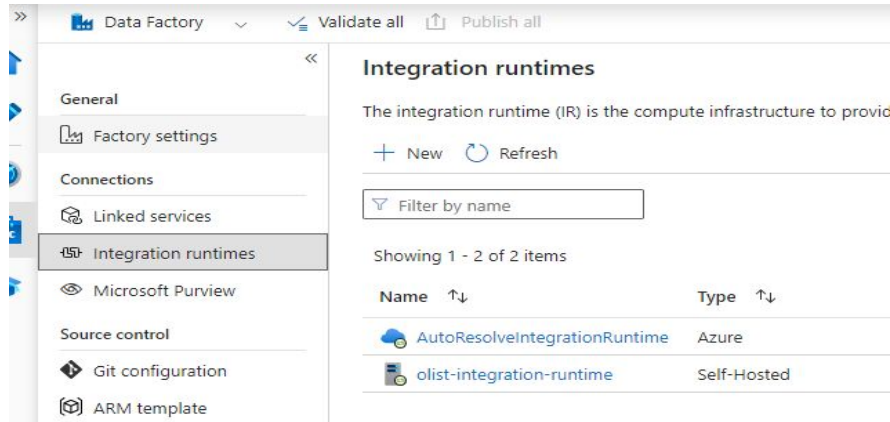 Data Factory
Validate all
Publish all
General
Factory settings
Connections
Linked services
Integration runtimes
Microsoft Purview
Source control
Git configuration
ARM template
Integration runtimes
The integration runtime (IR) is the compute infrastructure to provid
New
Refresh
Filter by name
Showing 1 - 2 of 2 items
Name Type
AutoResolveIntegrationRuntime Azure
olist-integration-runtime Self-Hosted